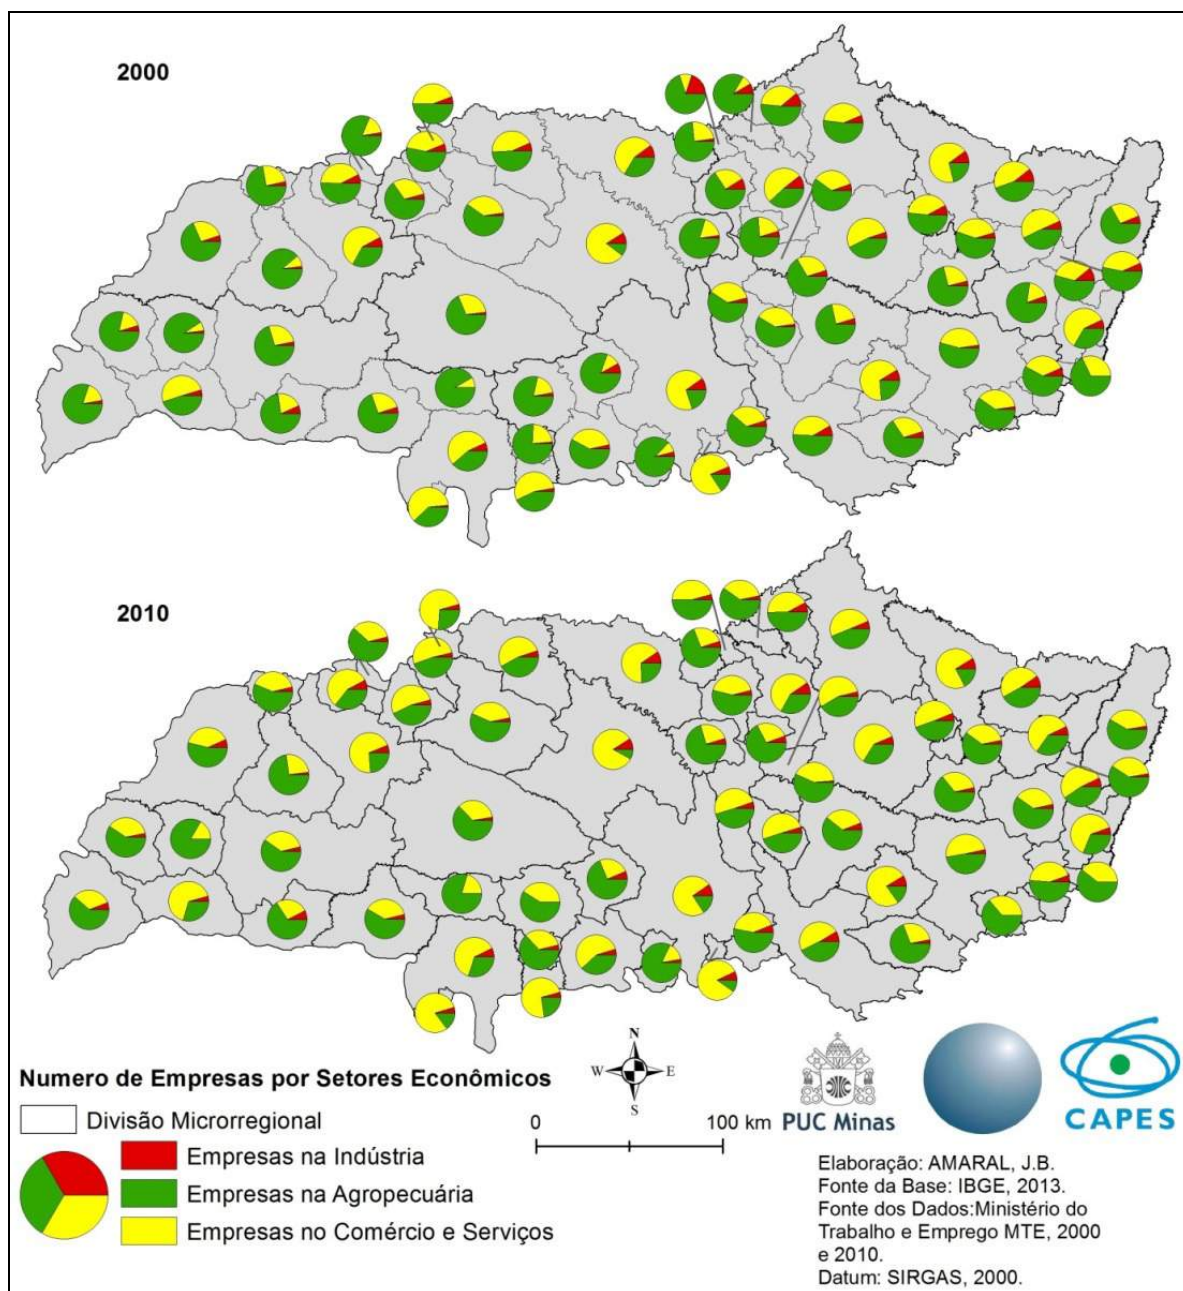 2000
2010
Numero de Empresas por Setores Econômicos
Divisão Microrregional
Empresas na Indústria
Empresas na Agropecuária
Empresas no Comércio e Serviços
N
W E
S
0 100 km
PUC Minas
CAPES
Elaboração: AMARAL, J.B.
Fonte da Base: IBGE, 2013.
Fonte dos Dados:Ministério do
Trabalho e Emprego MTE, 2000
e 2010.
Datum: SIRGAS, 2000.